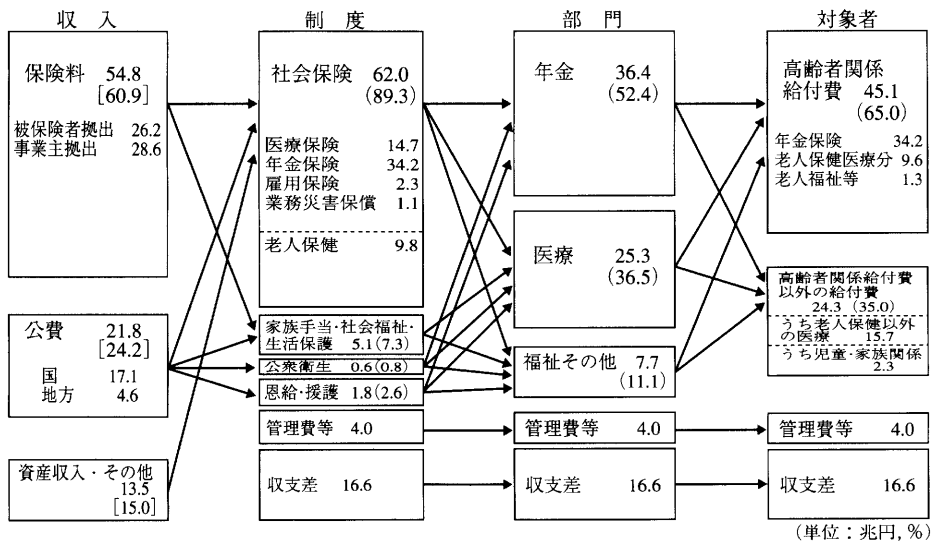 収入
保険料 54.8
[60.9]
被保険者拠出 26.2
事業主拠出 28.6
公費 21.8
[24.2]
国 17.1
地方 4.6
資産収入・その他
13.5
[15.0]
制度
社会保険 62.0
(89.3)
医療保険 14.7
年金保険 34.2
雇用保険 2.3
業務災害保償 1.1
老人保健 9.8
家族手当・社会福祉・
生活保護 5.1(7.3)
公衆衛生 0.6(0.8)
恩給・援護 1.8(2.6)
管理費等 4.0
収支差 16.6
部門
年金 36.4
(52.4)
医療 25.3
(36.5)
福祉その他 7.7
(11.1)
管理費等 4.0
収支差 16.6
対象者
高齢者関係
給付費 45.1
(65.0)
年金保険 34.2
老人保健医療分 9.6
老人福祉等 1.3
高齢者関係給付費
以外の給付費
24.3 (35.0)
うち老人保健以外
の医療 15.7
うち児童・家族関係
2.3
管理費等 4.0
収支差 16.6
(単位：兆円, %)